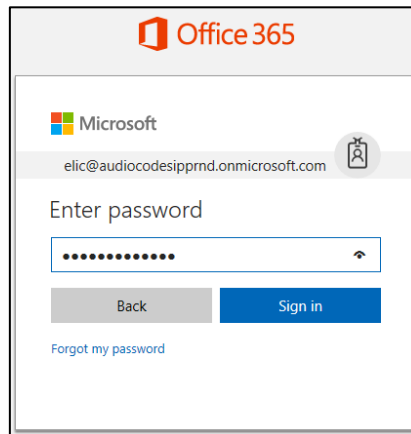 Office 365
Microsoft
elic@audiocodesipprnd.onmicrosoft.com
Enter password
•••••••••••••
Back Sign in
Forgot my password